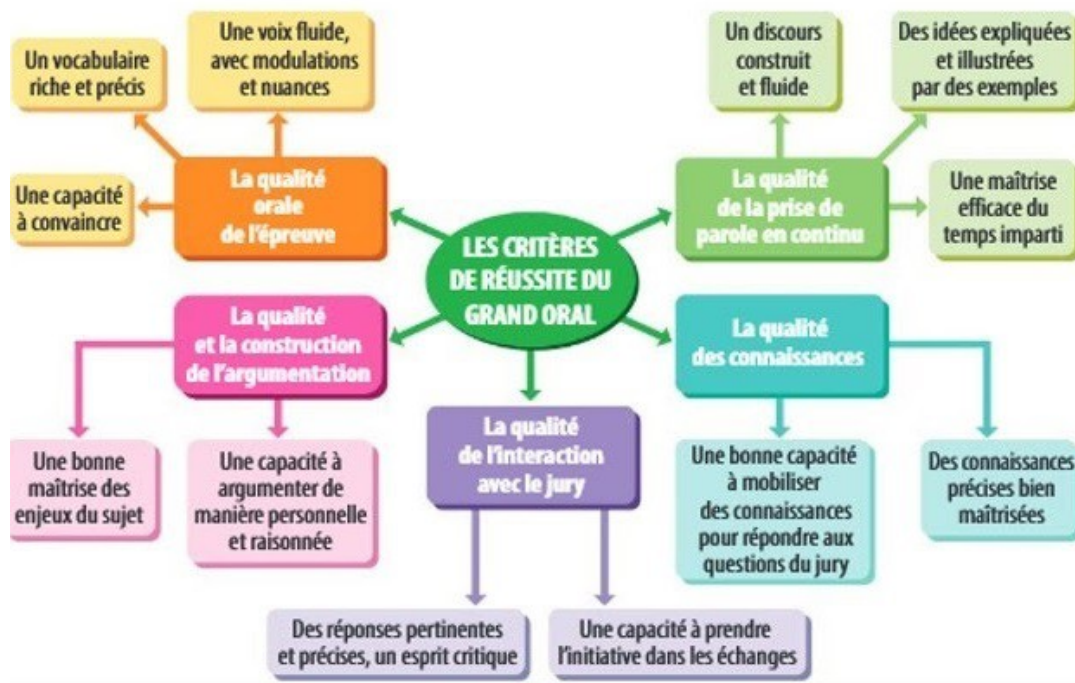 LES CRITÈRES
DE RÉUSSITE DU
GRAND ORAL
La qualité
orale
de l'épreuve
Un vocabulaire
riche et précis
Une voix fluide,
avec modulations
et nuances
Une capacité
à convaincre
La qualité
de la prise de
parole en continu
Un discours
construit
et fluide
Des idées expliquées
et illustrées
par des exemples
Une maîtrise
efficace du
temps imparti
La qualité
et la construction
de l'argumentation
Une bonne
maîtrise des
enjeux du sujet
Une capacité à
argumenter de
manière personnelle
et raisonnée
La qualité
de l'interaction
avec le jury
Des réponses pertinentes
et précises, un esprit critique
Une capacité à prendre
l'initiative dans les échanges
La qualité
des connaissances
Une bonne capacité
à mobiliser
des connaissances
pour répondre aux
questions du jury
Des connaissances
précises bien
maîtrisées